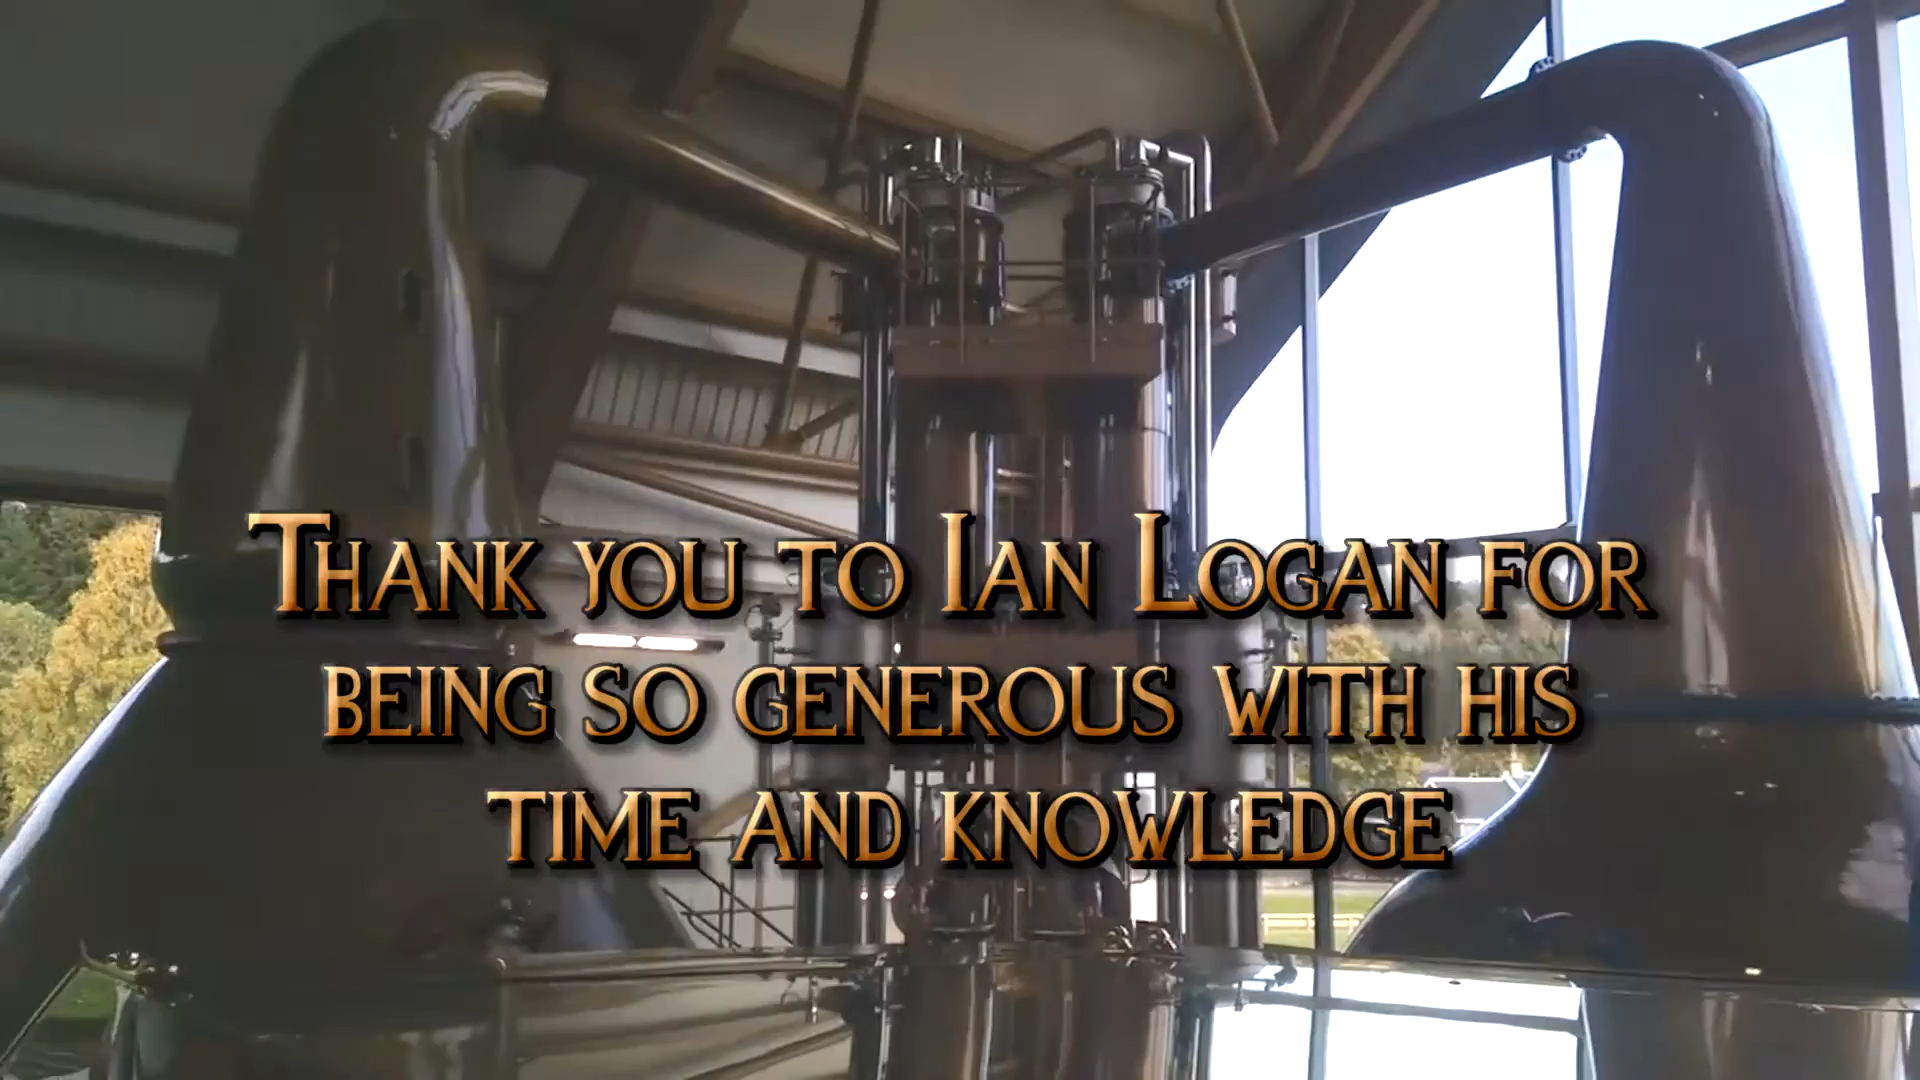 Thank you to Ian Logan for
being so generous with his
time and knowledge